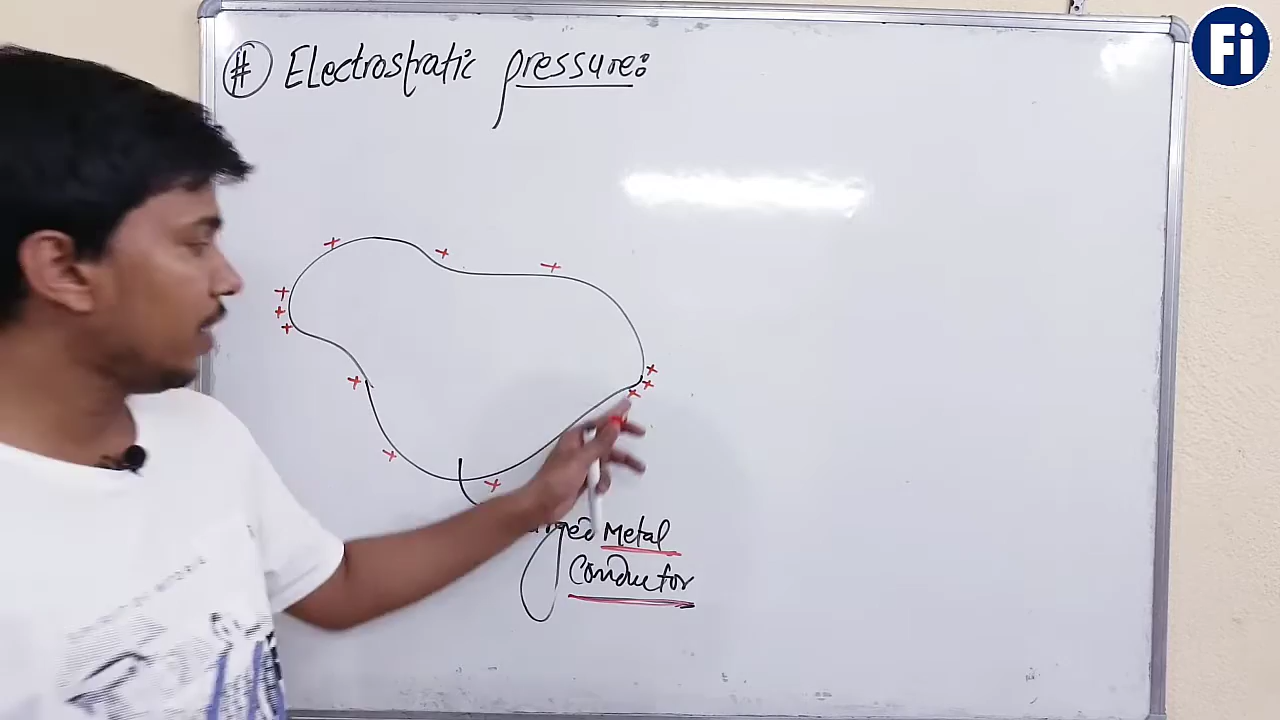 # Electrostatic pressure:
Fi
+ + +
+
+
+
+
+
+
+
+
+
+
+
Metal
Conductor